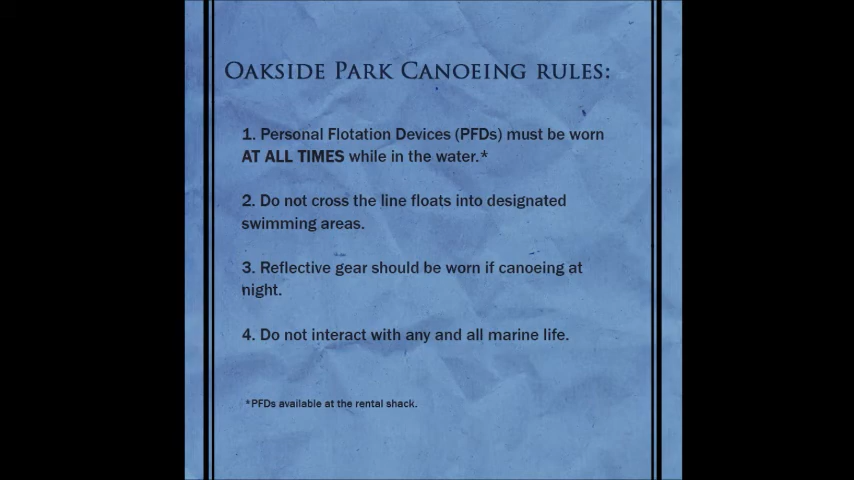 Oakside Park Canoeing rules:
1. Personal Flotation Devices (PFDs) must be worn
AT ALL TIMES while in the water.*
2. Do not cross the line floats into designated
swimming areas.
3. Reflective gear should be worn if canoeing at
night.
4. Do not interact with any and all marine life.
*PFDs available at the rental shack.